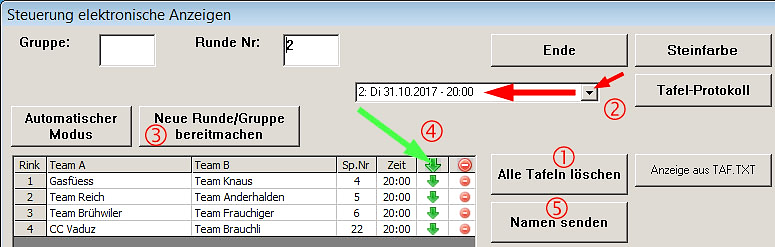 Steuerung elektronische Anzeigen
Gruppe:
Runde Nr:
2
Ende
Steinfarbe
2: Di 31.10.2017 - 20:00
2
Tafel-Protokoll
Automatischer
Modus
Neue Runde/Gruppe
3 bereitmachen
4
Rink Team A Team B Sp.Nr Zeit
1 Gasfüess Team Knaus 4 20:00
2 Team Reich Team Anderhalden 5 20:00
3 Team Brühwiler Team Frauchiger 6 20:00
4 CC Vaduz Team Brauchli 22 20:00
1
Alle Tafeln löschen
Anzeige aus TAF.TXT
5
Namen senden